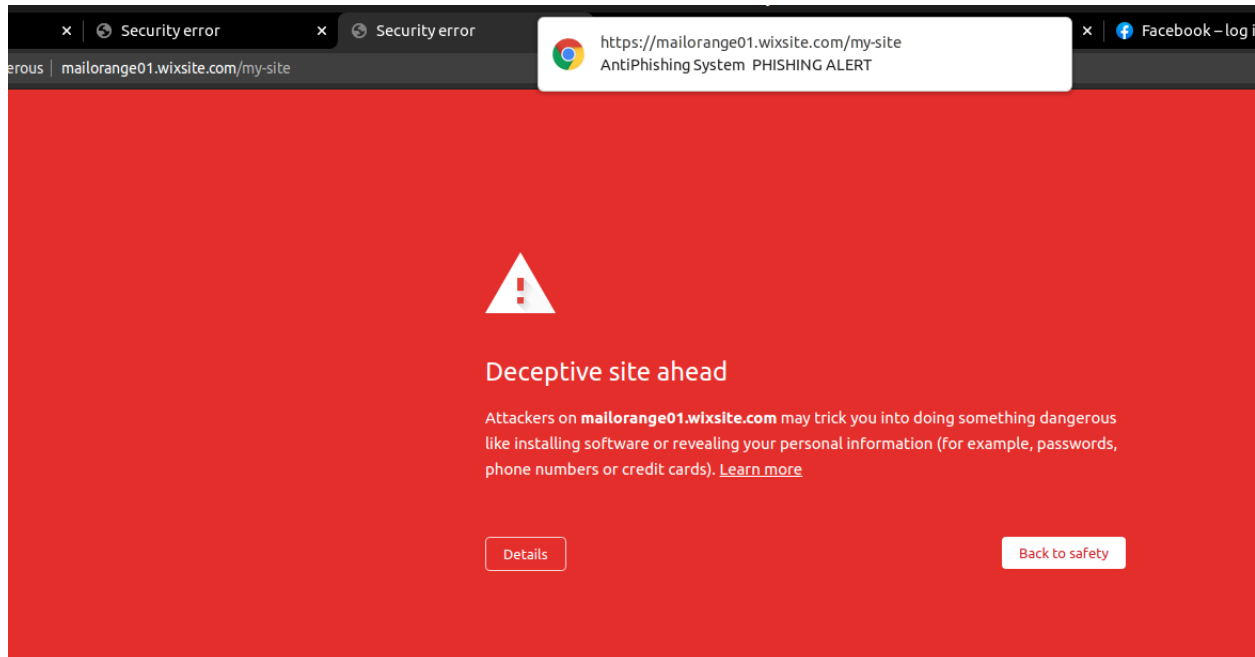 Security error
Security error
https://mailorange01.wixsite.com/my-site
AntiPhishing System PHISHING ALERT
Facebook – log i
erous | mailorange01.wixsite.com/my-site
Deceptive site ahead
Attackers on mailorange01.wixsite.com may trick you into doing something dangerous
like installing software or revealing your personal information (for example, passwords,
phone numbers or credit cards). Learn more
Details
Back to safety